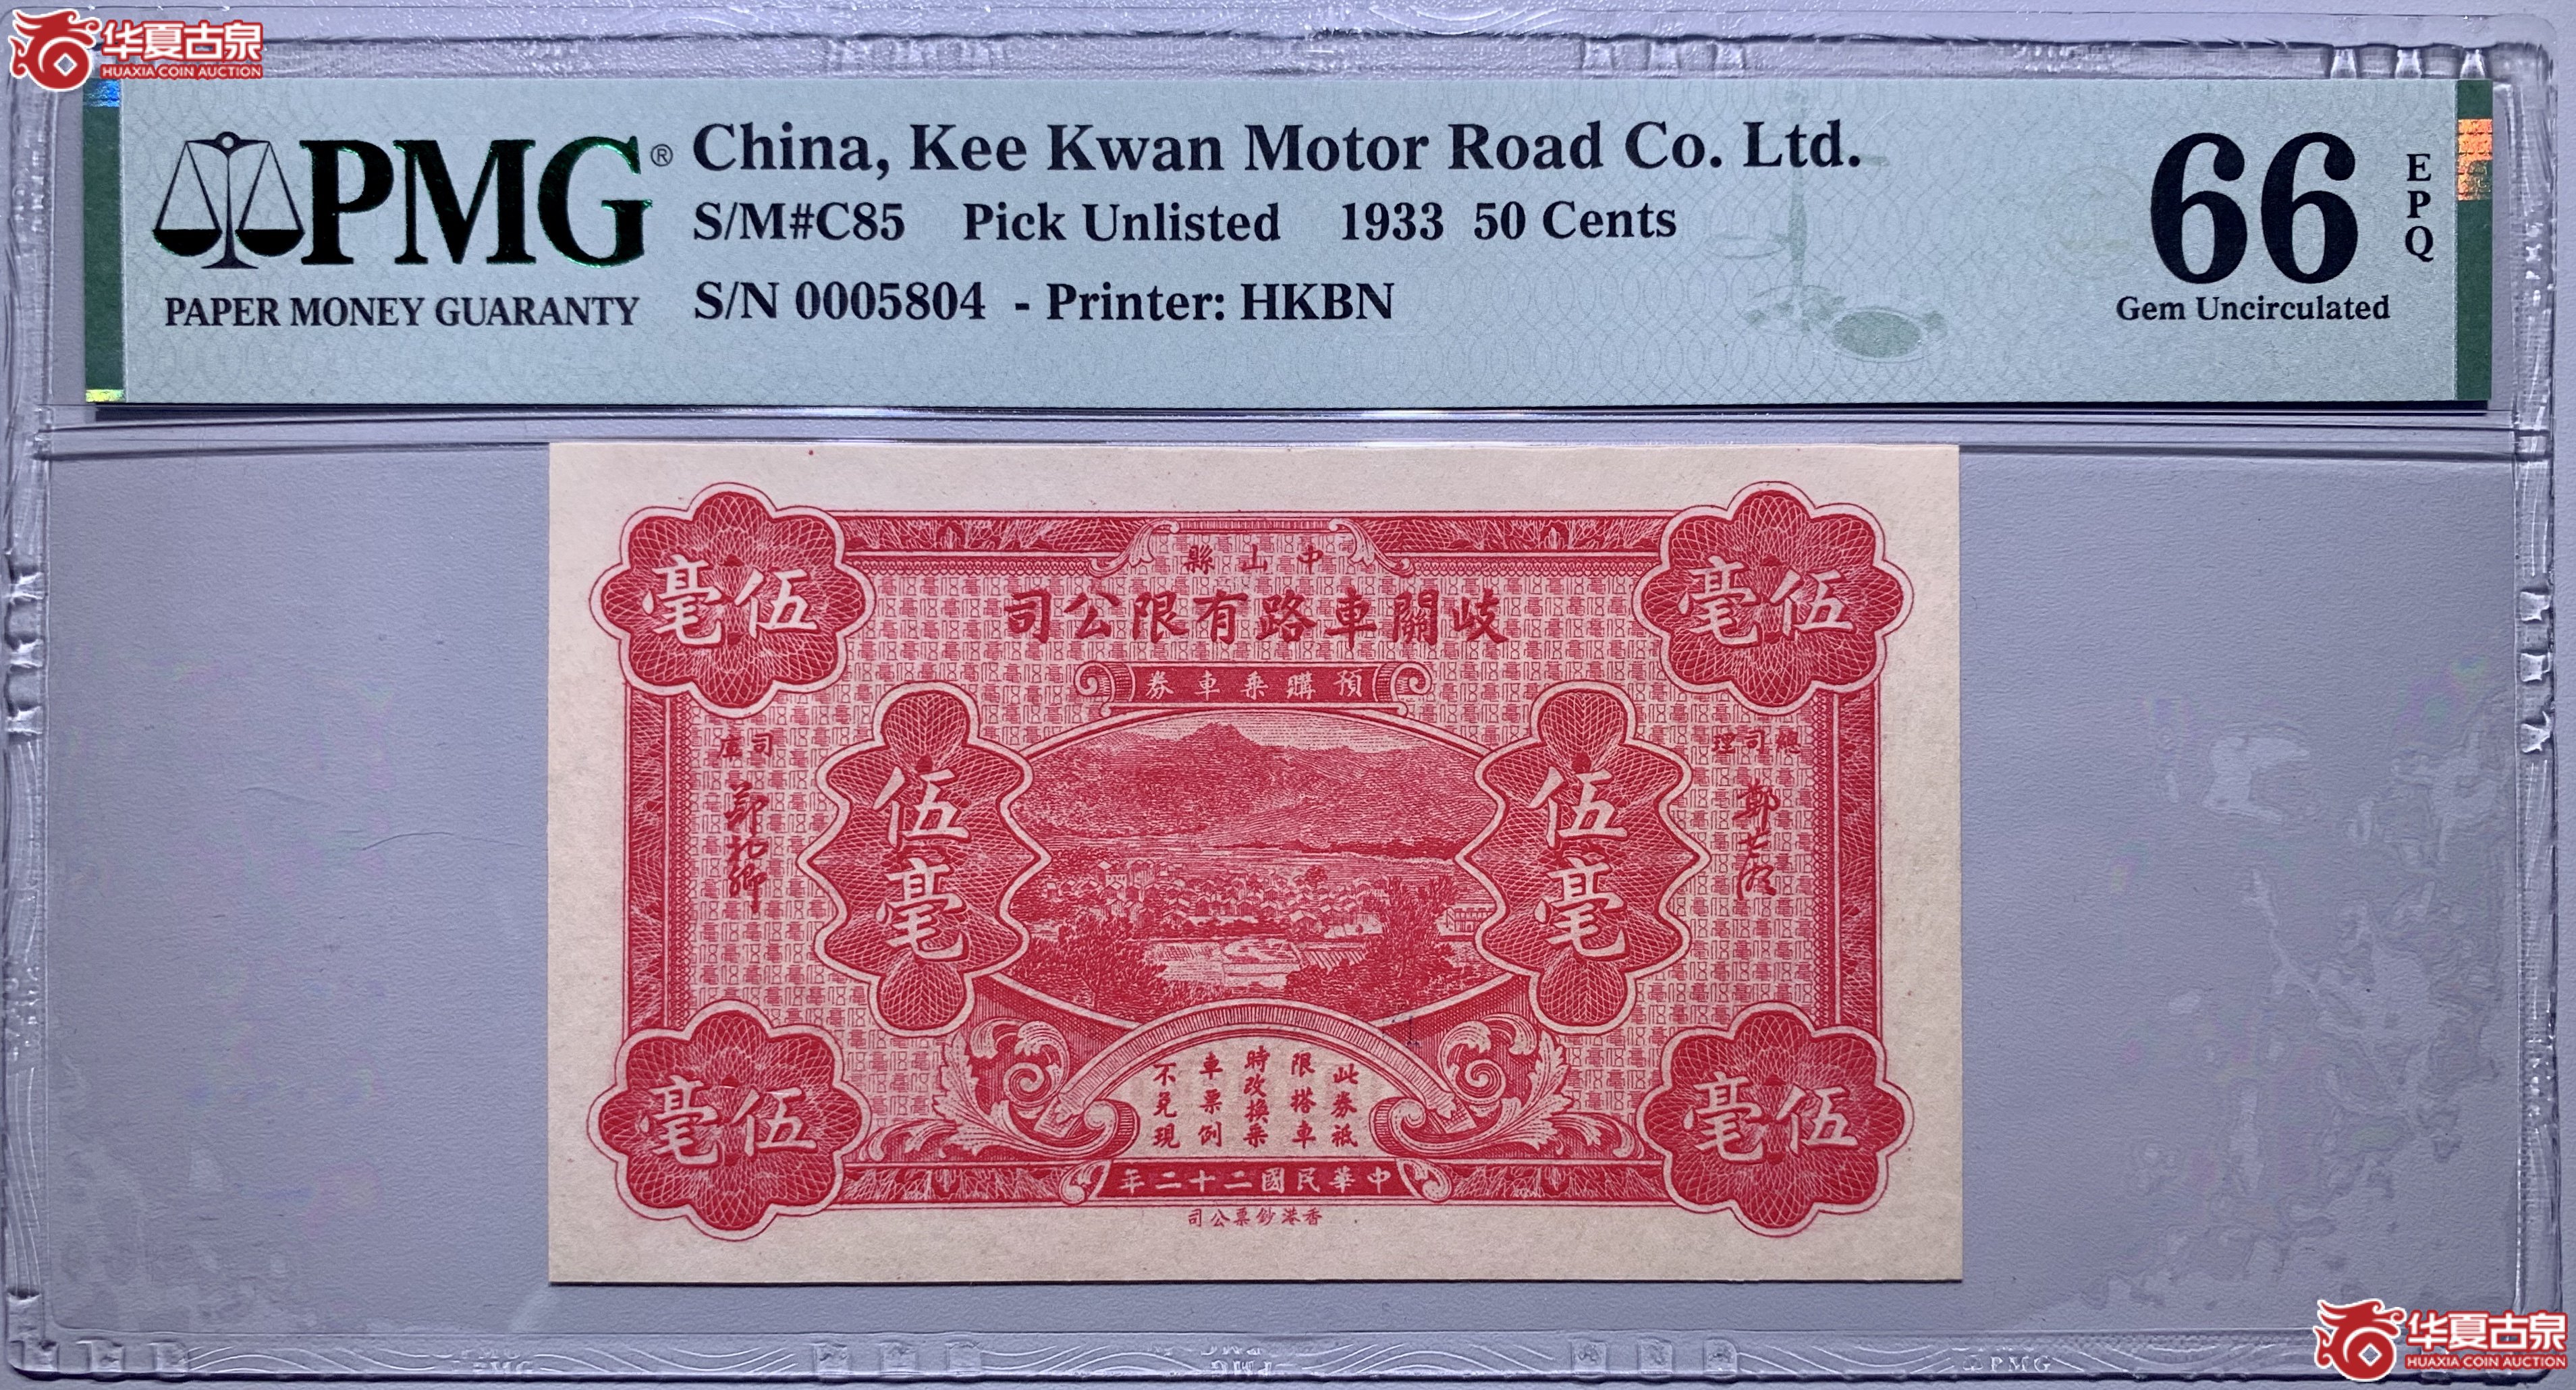 华夏古泉
HUAXIA COIN AUCTION
PMG®
PAPER MONEY GUARANTY
China, Kee Kwan Motor Road Co. Ltd.
S/M#C85 Pick Unlisted 1933 50 Cents
S/N 0005804 - Printer: HKBN
66
EPQ
Gem Uncirculated
中山縣
岐關車路有限公司
預購乘車券
伍毫
伍毫
總司理
司庫
伍毫
伍毫
此券祗
限搭車
時改換乘
車票例
不兌現
伍毫
伍毫
中華民國二十二年
香港鈔票公司
PMG
华夏古泉
HUAXIA COIN AUCTION